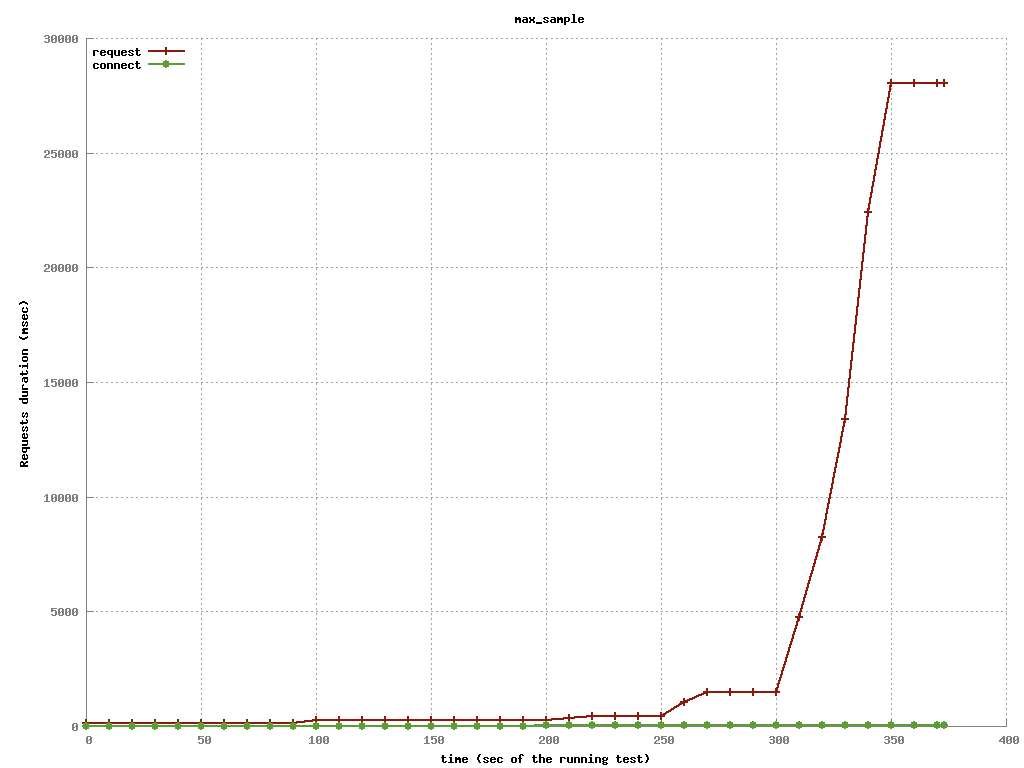 max_sample
request
connect
30000
25000
20000
15000
10000
5000
0
Requests duration (msec)
0 50 100 150 200 250 300 350 400
time (sec of the running test)